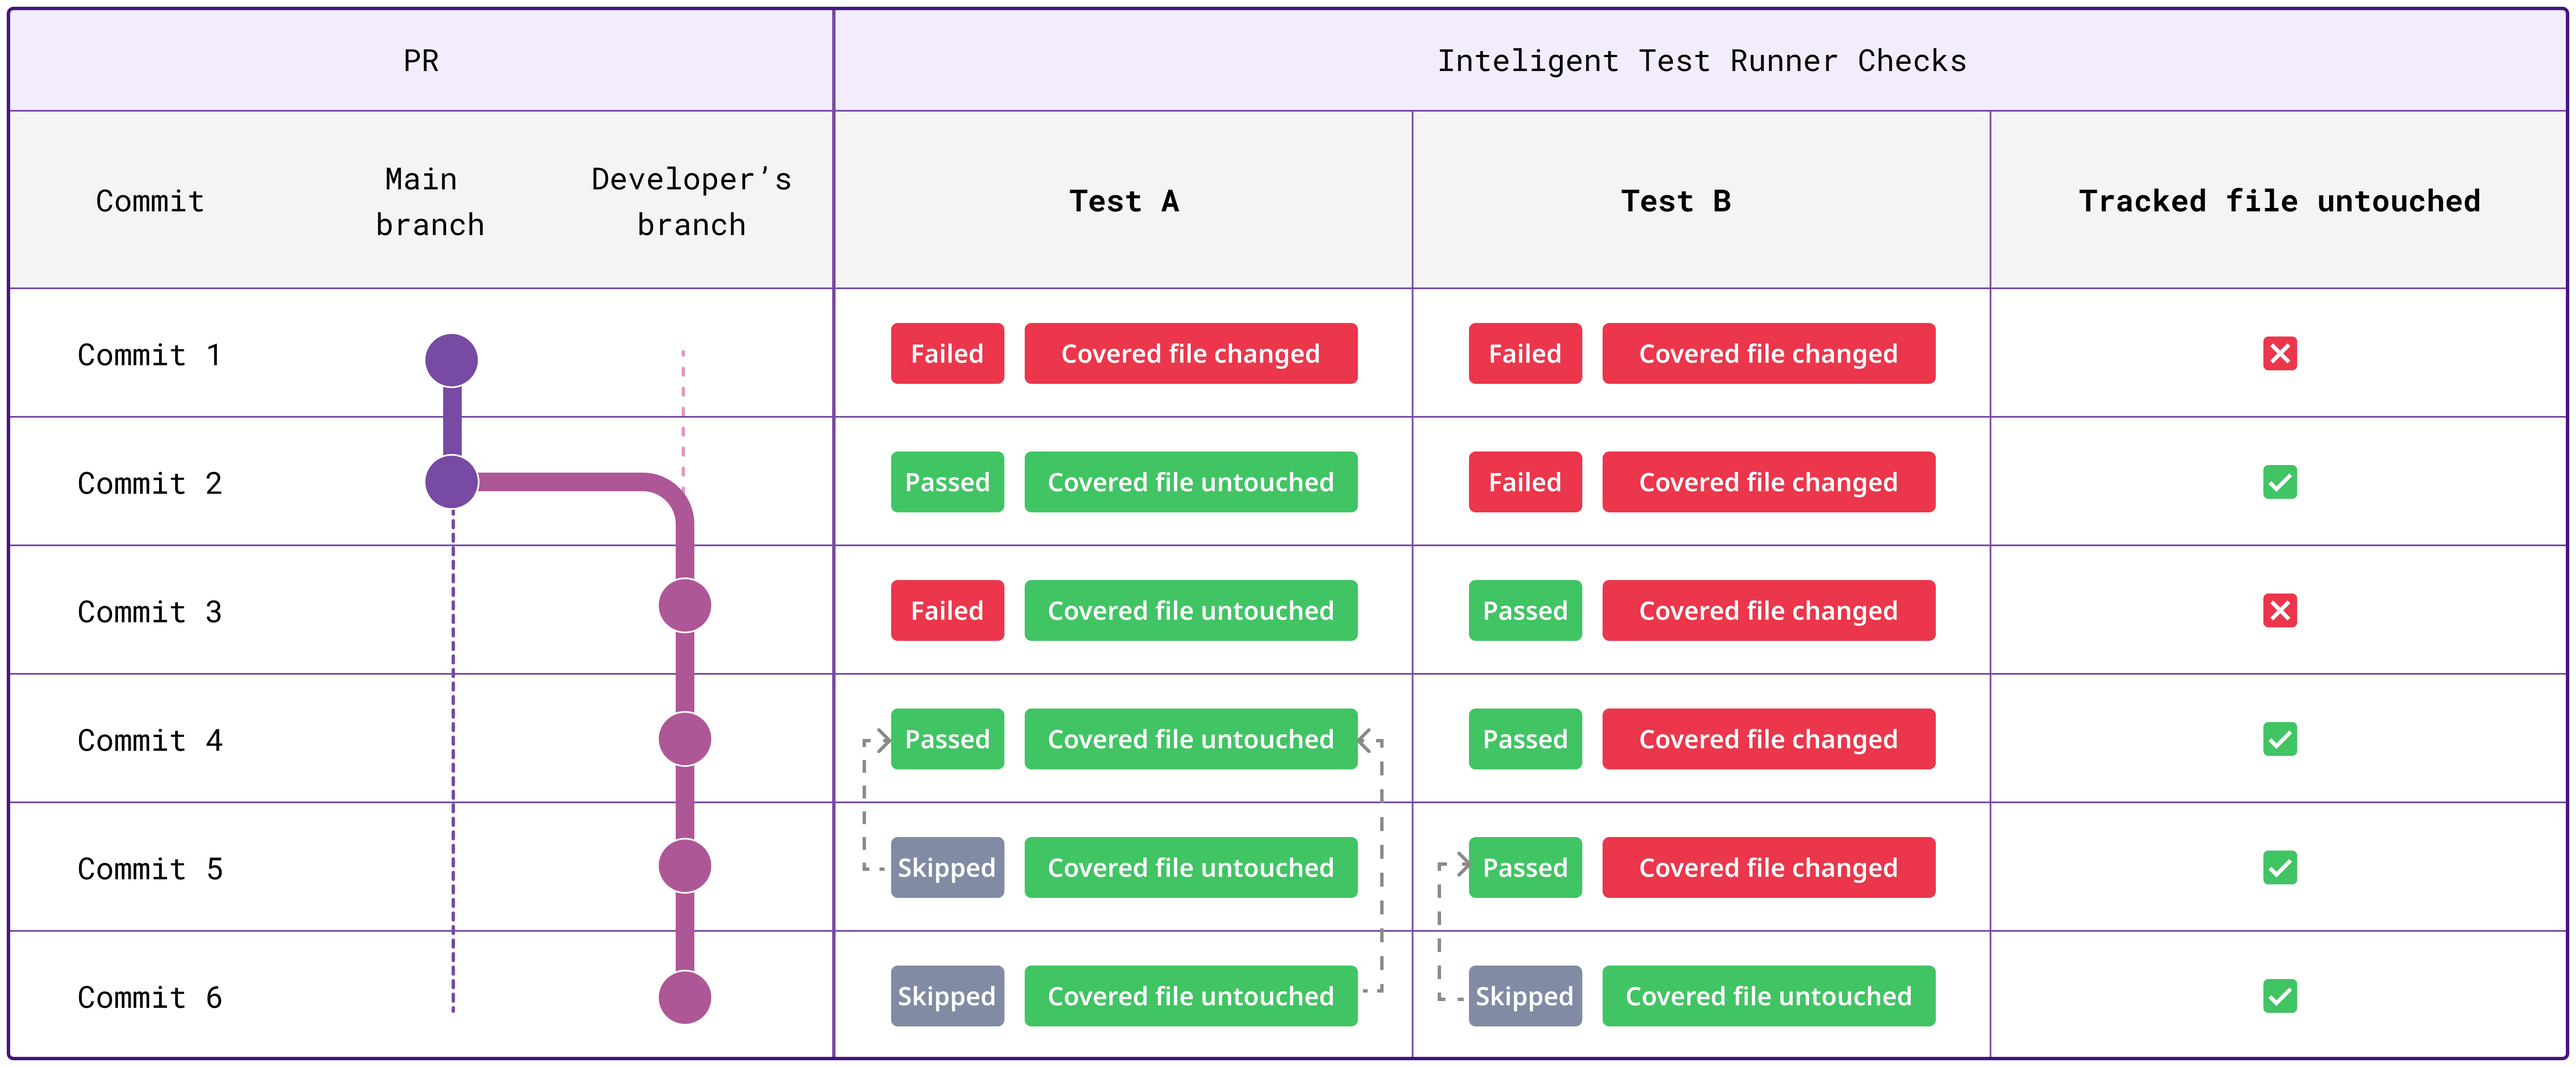 PR
Inteligent Test Runner Checks
Commit
Main
branch
Developer’s
branch
Test A
Test B
Tracked file untouched
Commit 1
Failed
Covered file changed
Failed
Covered file changed
Commit 2
Passed
Covered file untouched
Failed
Covered file changed
Commit 3
Failed
Covered file untouched
Passed
Covered file changed
Commit 4
Passed
Covered file untouched
Passed
Covered file changed
Commit 5
Skipped
Covered file untouched
Passed
Covered file changed
Commit 6
Skipped
Covered file untouched
Skipped
Covered file untouched